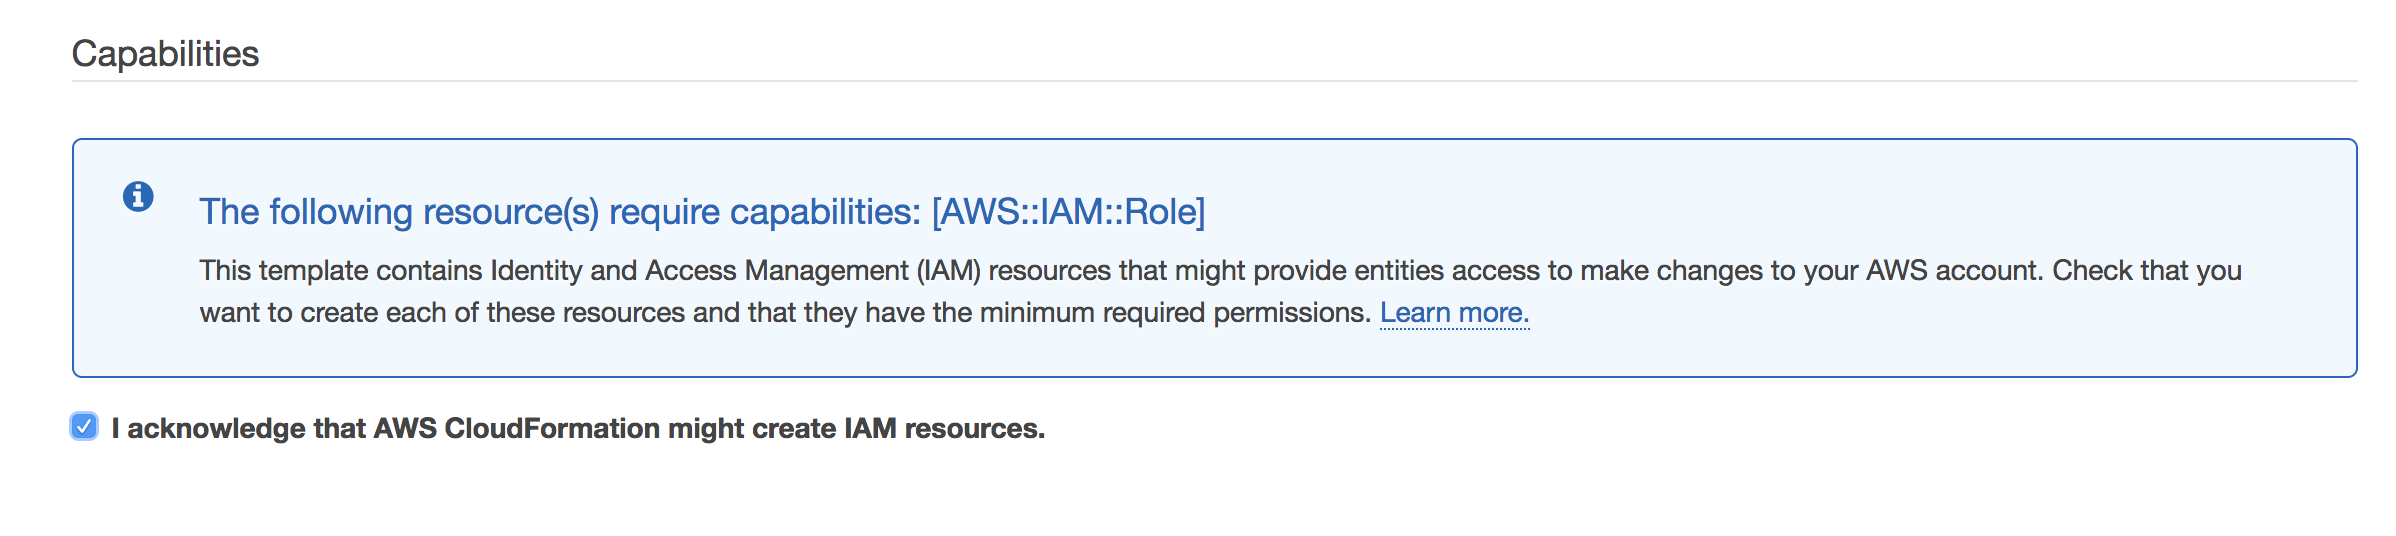 Capabilities
The following resource(s) require capabilities: [AWS::IAM::Role]
This template contains Identity and Access Management (IAM) resources that might provide entities access to make changes to your AWS account. Check that you
want to create each of these resources and that they have the minimum required permissions. Learn more.
I acknowledge that AWS CloudFormation might create IAM resources.